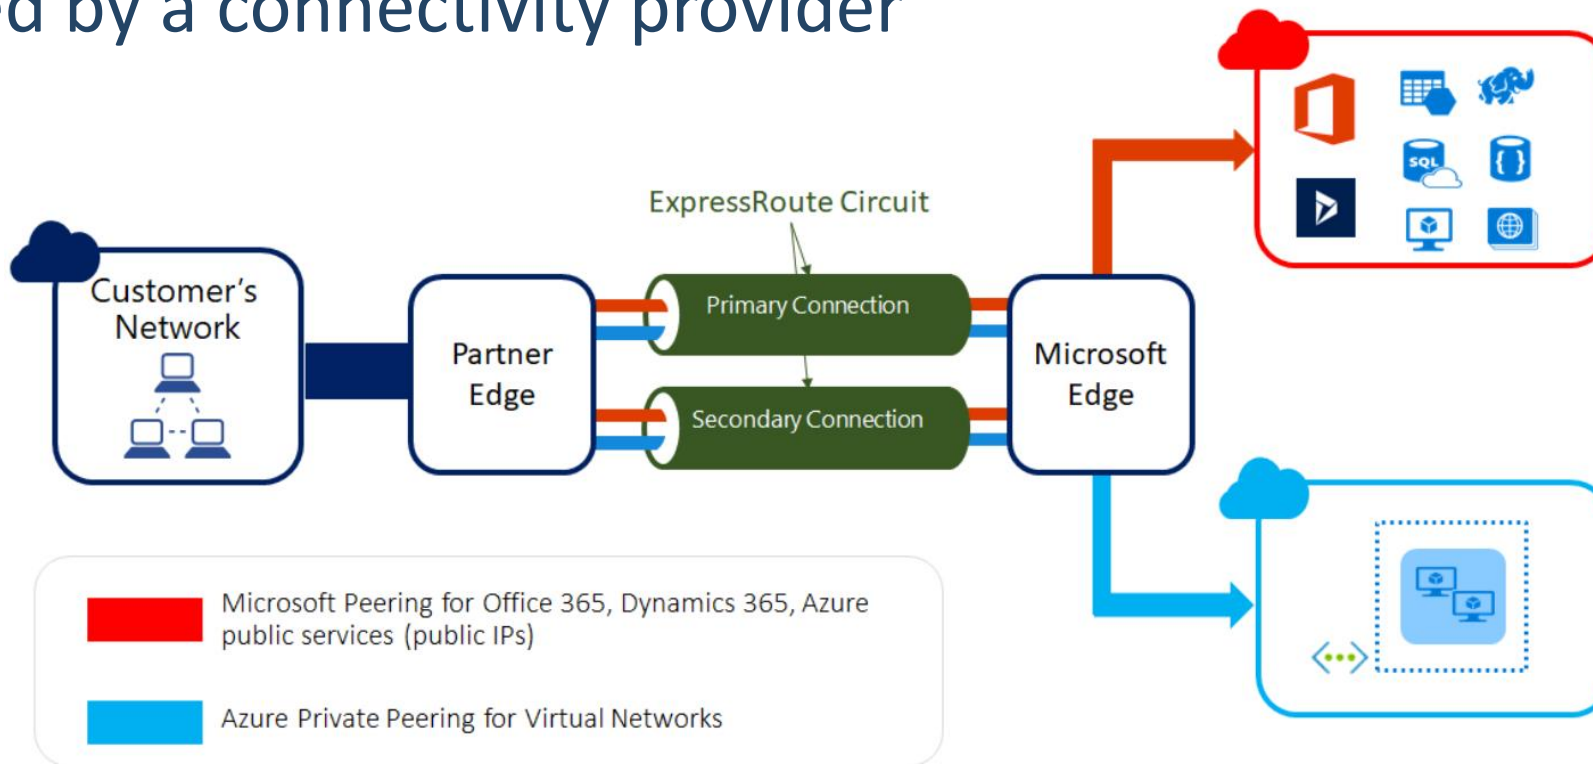 by a connectivity provider
ExpressRoute Circuit
Customer's
Network
Partner
Edge
Primary Connection
Secondary Connection
Microsoft
Edge
SQL
Microsoft Peering for Office 365, Dynamics 365, Azure
public services (public IPs)
Azure Private Peering for Virtual Networks